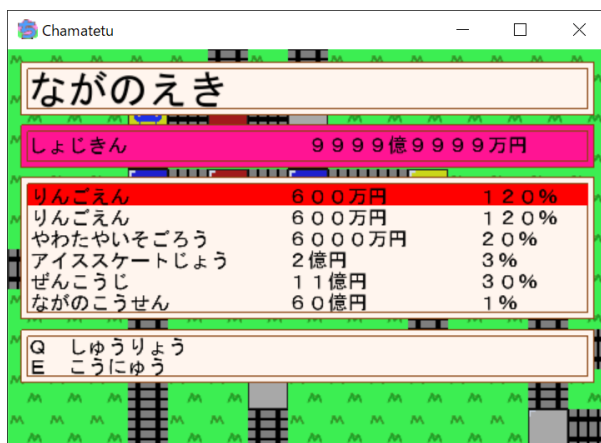 Chamatetu
ながのえき
しょじきん　９９９９億９９９９万円
りんごえん　６００万円　１２０%
りんごえん　６００万円　１２０%
やわたやいそごろう　６０００万円　２０%
アイススケートじょう　２億円　３%
ぜんこうじ　１１億円　３０%
ながのこうせん　６０億円　１%
Ｑ　しゅうりょう
Ｅ　こうにゅう